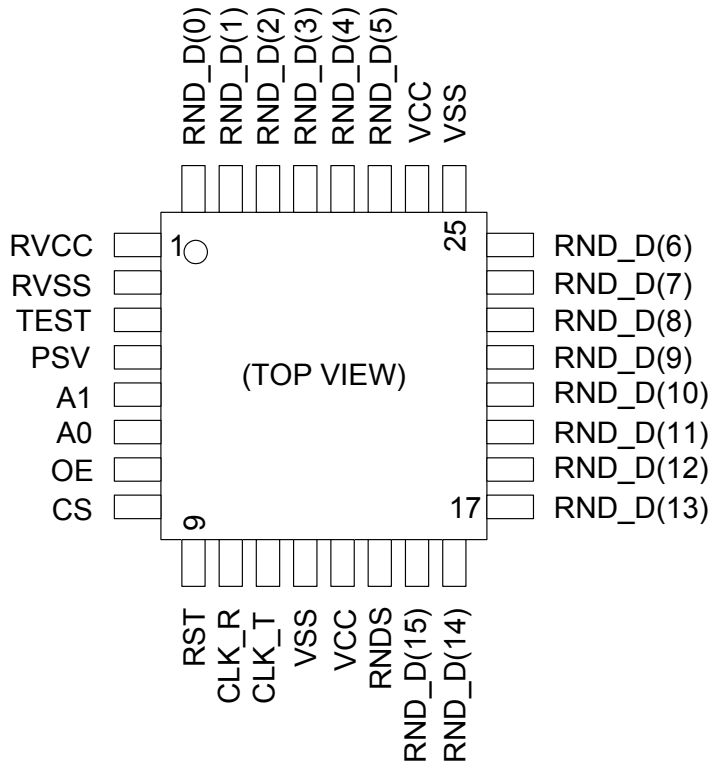 RND_D(0)
RND_D(1)
RND_D(2)
RND_D(3)
RND_D(4)
RND_D(5)
VCC
VSS
RVCC
RVSS
TEST
PSV
A1
A0
OE
CS
1
25
(TOP VIEW)
9
17
RND_D(6)
RND_D(7)
RND_D(8)
RND_D(9)
RND_D(10)
RND_D(11)
RND_D(12)
RND_D(13)
RST
CLK_R
CLK_T
VSS
VCC
RNDS
RND_D(15)
RND_D(14)